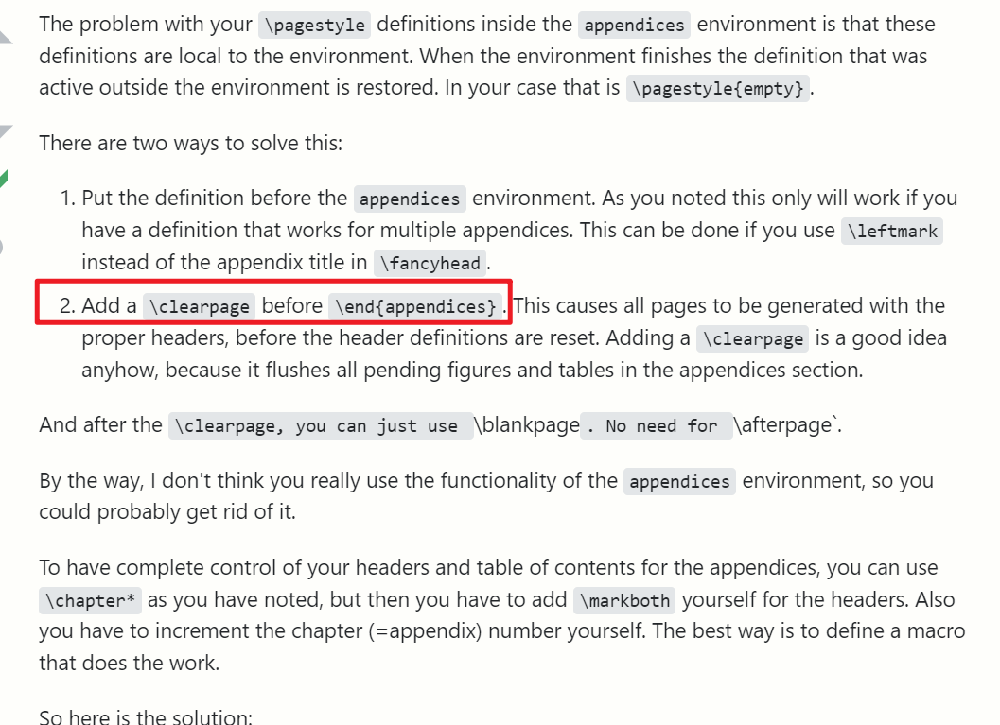 The problem with your \pagestyle definitions inside the appendices environment is that these
definitions are local to the environment. When the environment finishes the definition that was
active outside the environment is restored. In your case that is \pagestyle{empty}.
There are two ways to solve this:
1. Put the definition before the appendices environment. As you noted this only will work if you
have a definition that works for multiple appendices. This can be done if you use \leftmark
instead of the appendix title in \fancyhead.
2. Add a \clearpage before \end{appendices}. This causes all pages to be generated with the
proper headers, before the header definitions are reset. Adding a \clearpage is a good idea
anyhow, because it flushes all pending figures and tables in the appendices section.
And after the \clearpage, you can just use \blankpage. No need for \afterpage`.
By the way, I don't think you really use the functionality of the appendices environment, so you
could probably get rid of it.
To have complete control of your headers and table of contents for the appendices, you can use
\chapter* as you have noted, but then you have to add \markboth yourself for the headers. Also
you have to increment the chapter (=appendix) number yourself. The best way is to define a macro
that does the work.
So here is the solution: